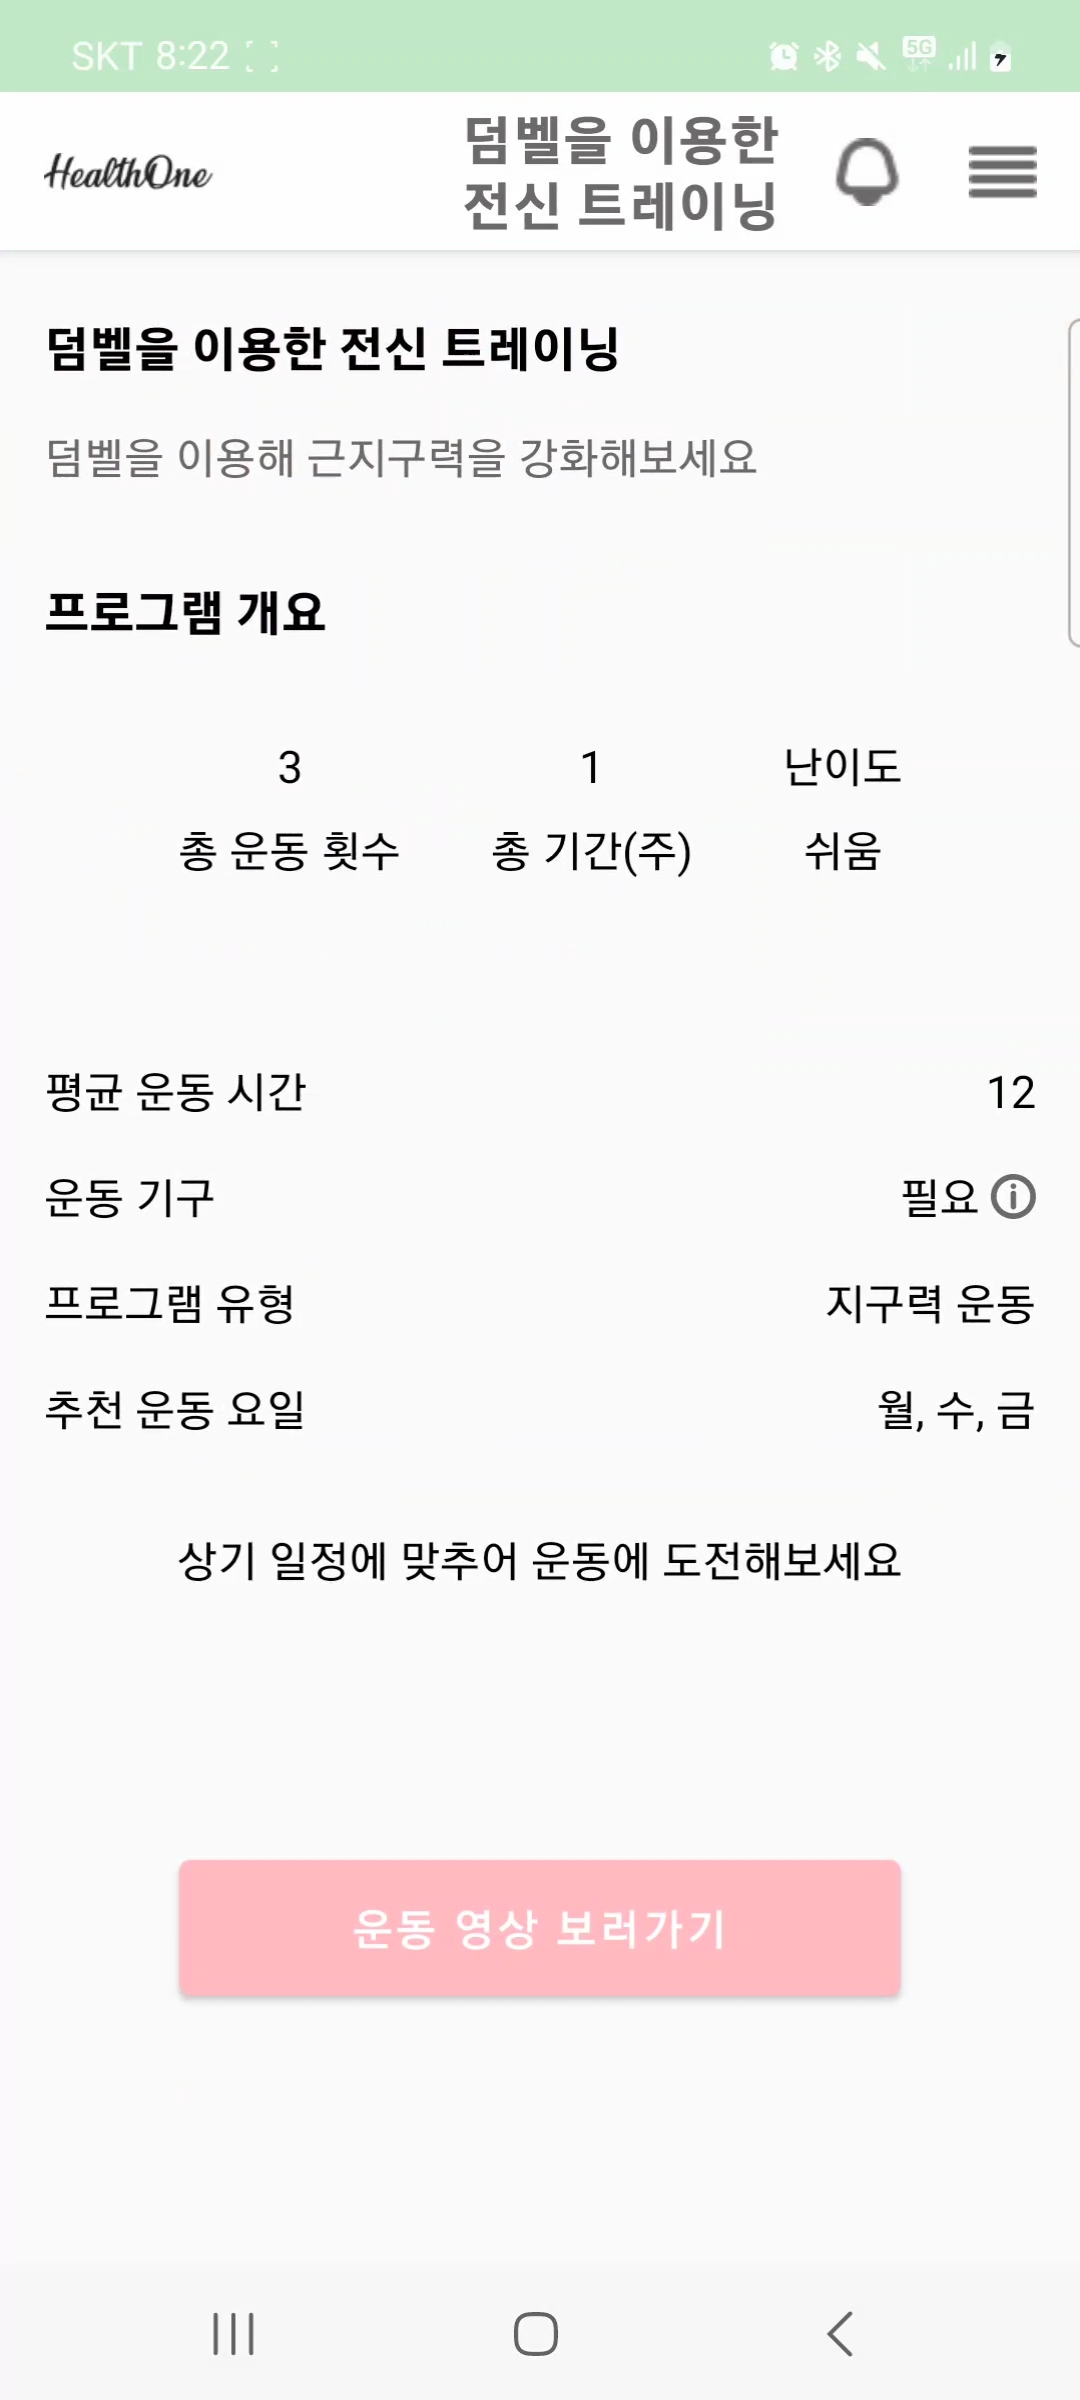 SKT 8:22
5G
HealthOne
덤벨을 이용한
전신 트레이닝
덤벨을 이용한 전신 트레이닝
덤벨을 이용해 근지구력을 강화해보세요
프로그램 개요
3 1 난이도
총 운동 횟수 총 기간(주) 쉬움
평균 운동 시간 12
운동 기구 필요
프로그램 유형 지구력 운동
추천 운동 요일 월, 수, 금
상기 일정에 맞추어 운동에 도전해보세요
운동 영상 보러가기